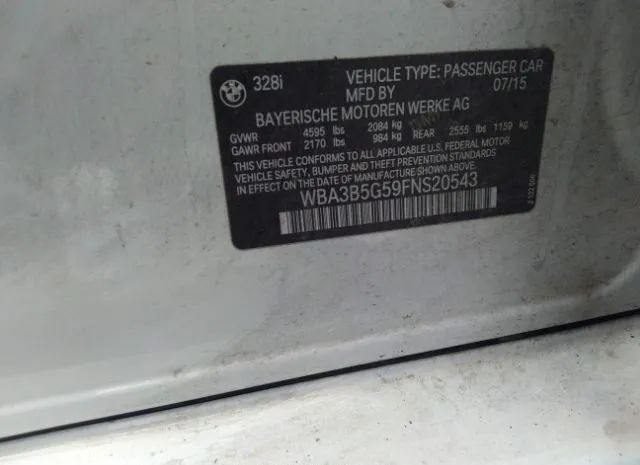 328i VEHICLE TYPE: PASSENGER CAR
MFD BY 07/15
BAYERISCHE MOTOREN WERKE AG
GVWR 4595 lbs 2084 kg
GAWR FRONT 2170 lbs 984 kg REAR 2555 lbs 1159 kg
THIS VEHICLE CONFORMS TO ALL APPLICABLE U.S. FEDERAL MOTOR
VEHICLE SAFETY, BUMPER AND THEFT PREVENTION STANDARDS
IN EFFECT ON THE DATE OF MANUFACTURE SHOWN ABOVE.
WBA3B5G59FNS20543